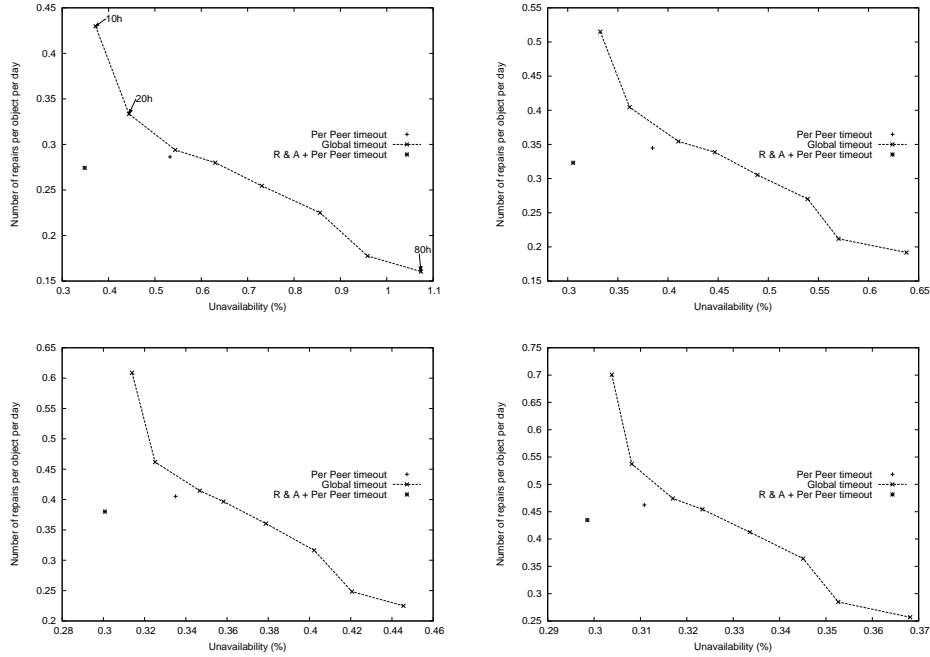 0.45
0.4
0.35
0.3
0.25
0.2
0.15
0.3 0.4 0.5 0.6 0.7 0.8 0.9 1 1.1
Number of repairs per object per day
Unavailability (%)
10h
20h
80h
Per Peer timeout
Global timeout
R & A + Per Peer timeout
0.55
0.5
0.45
0.4
0.35
0.3
0.25
0.2
0.15
0.3 0.35 0.4 0.45 0.5 0.55 0.6 0.65
Number of repairs per object per day
Unavailability (%)
Per Peer timeout
Global timeout
R & A + Per Peer timeout
0.65
0.6
0.55
0.5
0.45
0.4
0.35
0.3
0.25
0.2
0.28 0.3 0.32 0.34 0.36 0.38 0.4 0.42 0.44 0.46
Number of repairs per object per day
Unavailability (%)
Per Peer timeout
Global timeout
R & A + Per Peer timeout
0.75
0.7
0.65
0.6
0.55
0.5
0.45
0.4
0.35
0.3
0.25
0.29 0.3 0.31 0.32 0.33 0.34 0.35 0.36 0.37
Number of repairs per object per day
Unavailability (%)
Per Peer timeout
Global timeout
R & A + Per Peer timeout